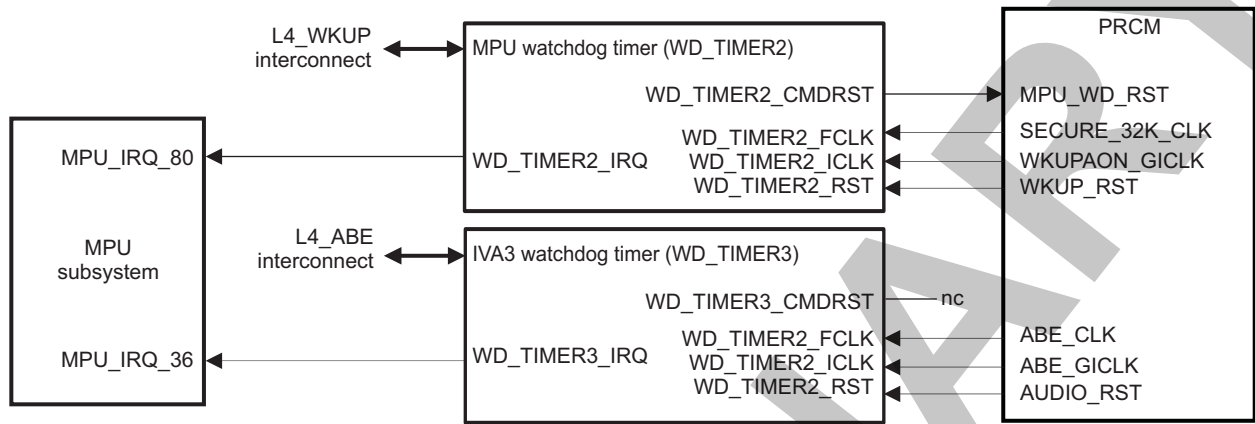 L4_WKUP
interconnect
MPU watchdog timer (WD_TIMER2)
WD_TIMER2_CMDRST
WD_TIMER2_FCLK
WD_TIMER2_ICLK
WD_TIMER2_RST
WD_TIMER2_IRQ
PRCM
MPU_WD_RST
SECURE_32K_CLK
WKUPAON_GICLK
WKUP_RST
MPU_IRQ_80
MPU
subsystem
MPU_IRQ_36
L4_ABE
interconnect
IVA3 watchdog timer (WD_TIMER3)
WD_TIMER3_CMDRST
nc
WD_TIMER2_FCLK
WD_TIMER2_ICLK
WD_TIMER2_RST
WD_TIMER3_IRQ
ABE_CLK
ABE_GICLK
AUDIO_RST